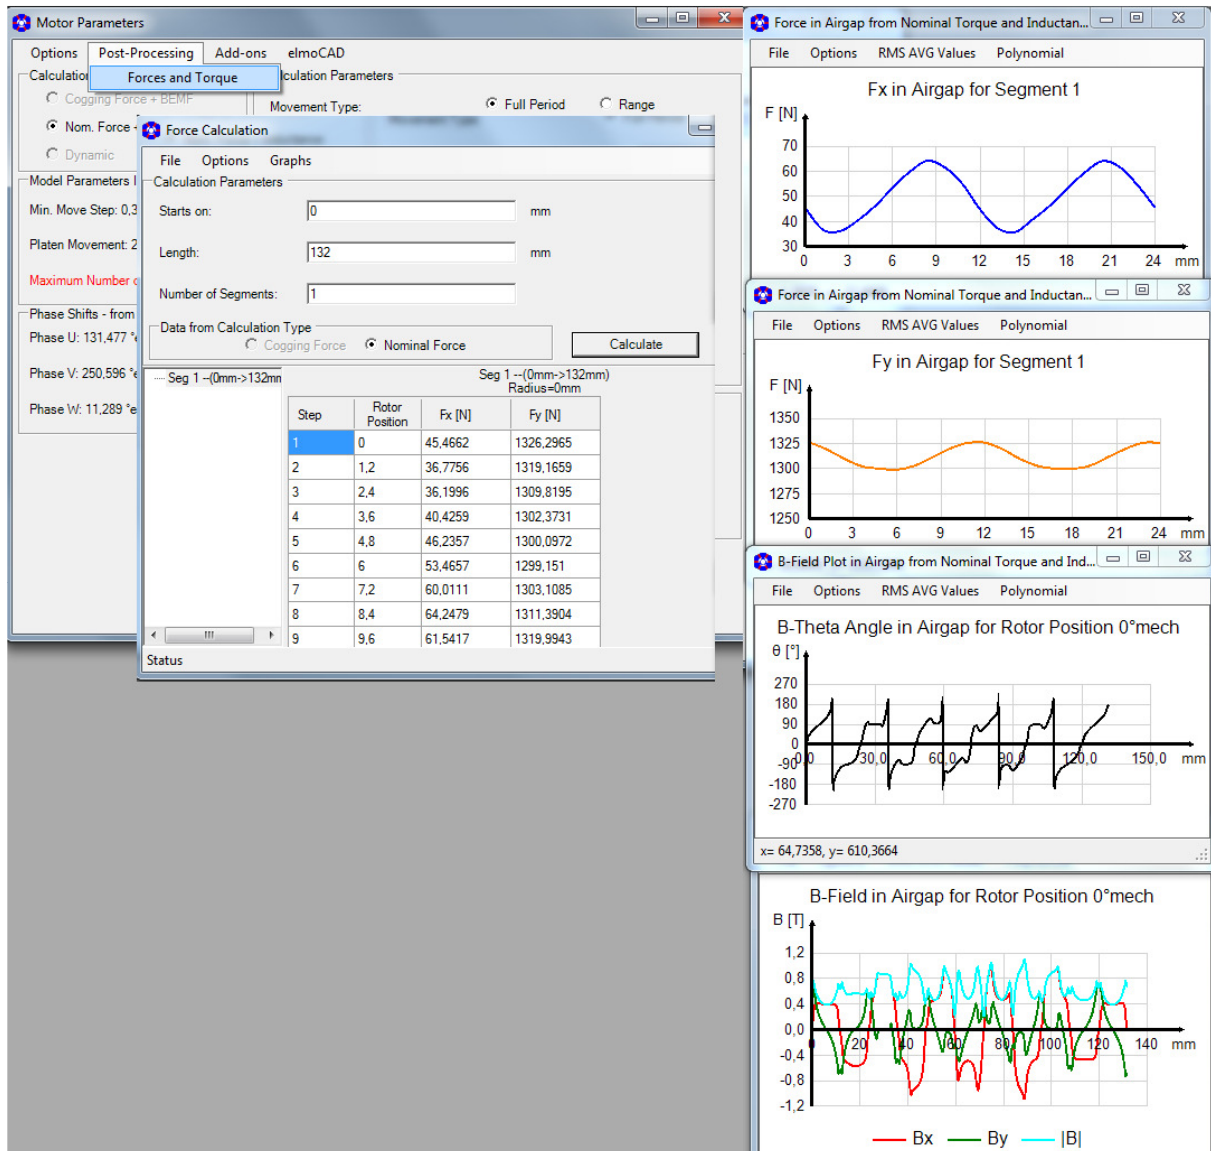 Motor Parameters
Options Post-Processing Add-ons elmoCAD
Forces and Torque
Calculation
Calculation Parameters
Cogging Force + BEMF
Movement Type:
Full Period
Range
Nom. Force +
Dynamic
Model Parameters I
Min. Move Step: 0,3
Platen Movement: 2
Maximum Number o
Phase Shifts - from
Phase U: 131,477 °e
Phase V: 250,596 °e
Phase W: 11,289 °e
Force Calculation
File Options Graphs
Calculation Parameters
Starts on: 0 mm
Length: 132 mm
Number of Segments: 1
Data from Calculation Type
Cogging Force Nominal Force
Calculate
Seg 1 --(0mm->132mm
Seg 1 --(0mm->132mm)
Radius=0mm
Step Rotor Position Fx [N] Fy [N]
1 0 45,4662 1326,2965
2 1,2 36,7756 1319,1659
3 2,4 36,1996 1309,8195
4 3,6 40,4259 1302,3731
5 4,8 46,2357 1300,0972
6 6 53,4657 1299,151
7 7,2 60,0111 1303,1085
8 8,4 64,2479 1311,3904
9 9,6 61,5417 1319,9943
Status
Force in Airgap from Nominal Torque and Inductan...
File Options RMS AVG Values Polynomial
Fx in Airgap for Segment 1
F [N]
70
60
50
40
30
0 3 6 9 12 15 18 21 24 mm
Force in Airgap from Nominal Torque and Inductan...
File Options RMS AVG Values Polynomial
Fy in Airgap for Segment 1
F [N]
1350
1325
1300
1275
1250
0 3 6 9 12 15 18 21 24 mm
B-Field Plot in Airgap from Nominal Torque and Ind...
File Options RMS AVG Values Polynomial
B-Theta Angle in Airgap for Rotor Position 0°mech
θ [°]
270
180
90
0
-90
-180
-270
0,0 30,0 60,0 90,0 120,0 150,0 mm
x= 64,7358, y= 610,3664
B-Field in Airgap for Rotor Position 0°mech
B [T]
1,2
0,8
0,4
0,0
-0,4
-0,8
-1,2
0 20 40 60 80 100 120 140 mm
Bx By |B|